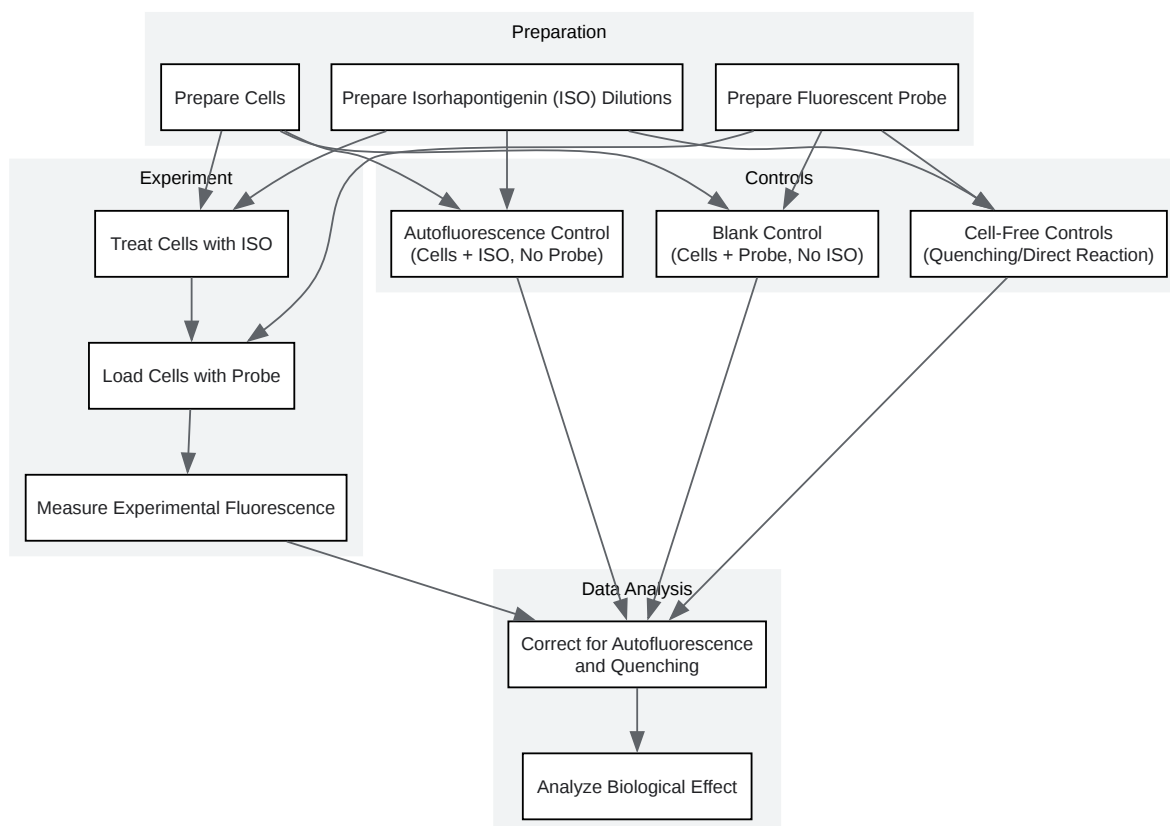 Preparation
Prepare Cells
Prepare Isorhapontigenin (ISO) Dilutions
Prepare Fluorescent Probe
Experiment
Controls
Treat Cells with ISO
Autofluorescence Control
(Cells + ISO, No Probe)
Blank Control
(Cells + Probe, No ISO)
Cell-Free Controls
(Quenching/Direct Reaction)
Load Cells with Probe
Measure Experimental Fluorescence
Data Analysis
Correct for Autofluorescence
and Quenching
Analyze Biological Effect